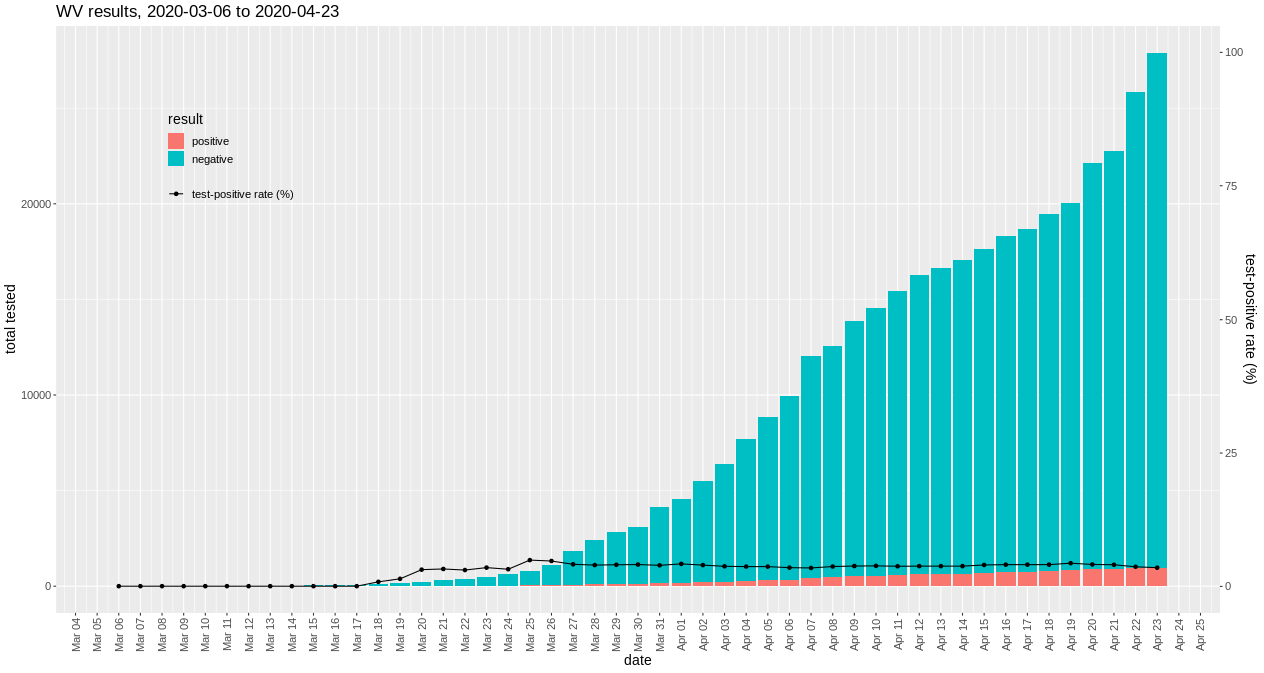 WV results, 2020-03-06 to 2020-04-23
result
positive
negative
test-positive rate (%)
total tested
20000
10000
0
100
75
50
25
0
test-positive rate (%)
Mar 04
Mar 05
Mar 06
Mar 07
Mar 08
Mar 09
Mar 10
Mar 11
Mar 12
Mar 13
Mar 14
Mar 15
Mar 16
Mar 17
Mar 18
Mar 19
Mar 20
Mar 21
Mar 22
Mar 23
Mar 24
Mar 25
Mar 26
Mar 27
Mar 28
Mar 29
Mar 30
Mar 31
Apr 01
Apr 02
Apr 03
Apr 04
Apr 05
Apr 06
Apr 07
Apr 08
Apr 09
Apr 10
Apr 11
Apr 12
Apr 13
Apr 14
Apr 15
Apr 16
Apr 17
Apr 18
Apr 19
Apr 20
Apr 21
Apr 22
Apr 23
Apr 24
Apr 25
date